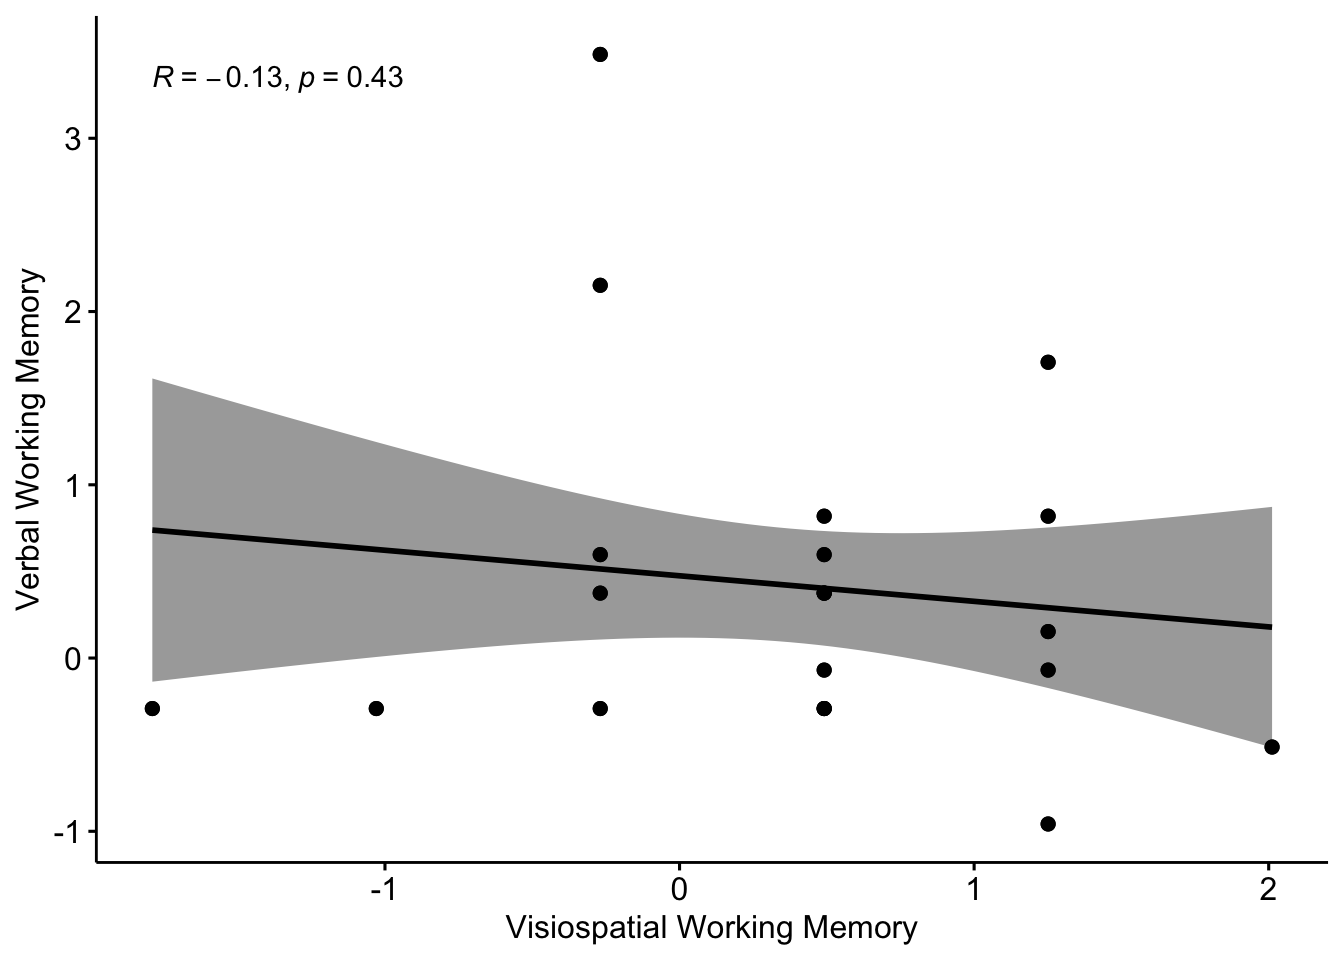 R = −0.13, p = 0.43
3
2
1
0
-1
Verbal Working Memory
-1 0 1 2
Visiospatial Working Memory